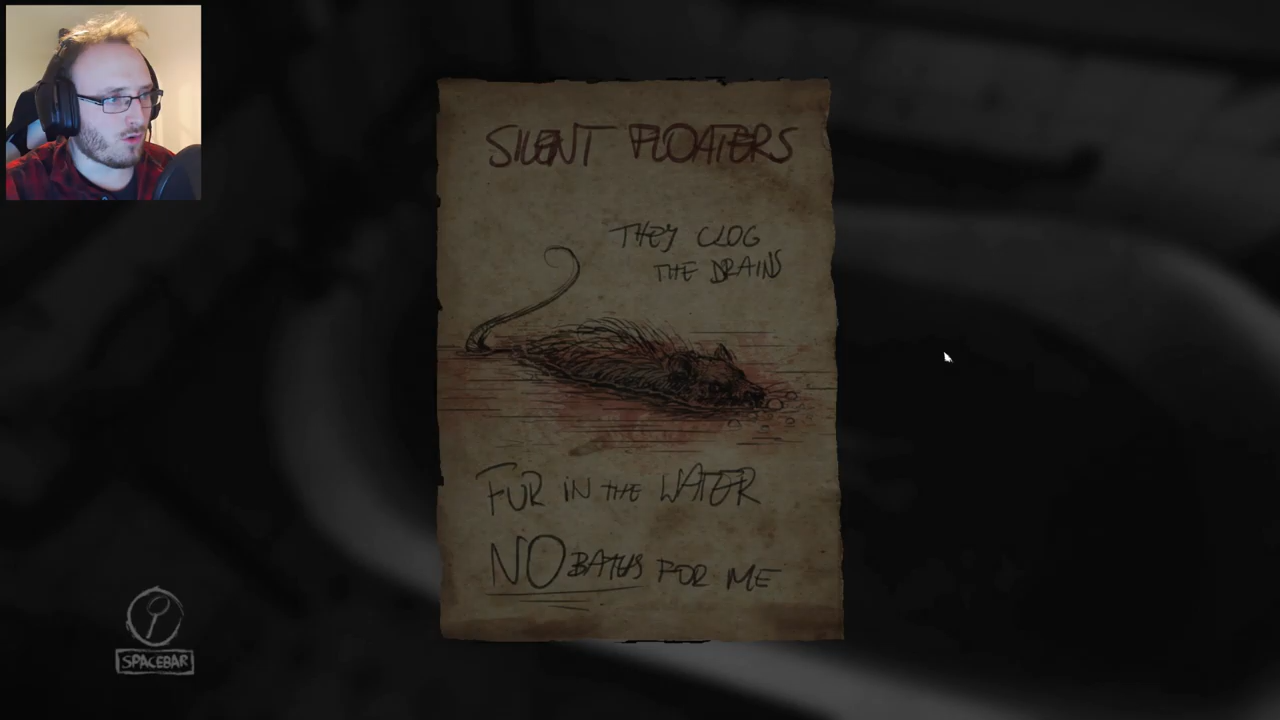 SILENT FLOATERS
THEY CLOG
THE DRAINS
FUR IN THE WATER
NO BATHS FOR ME
SPACEBAR